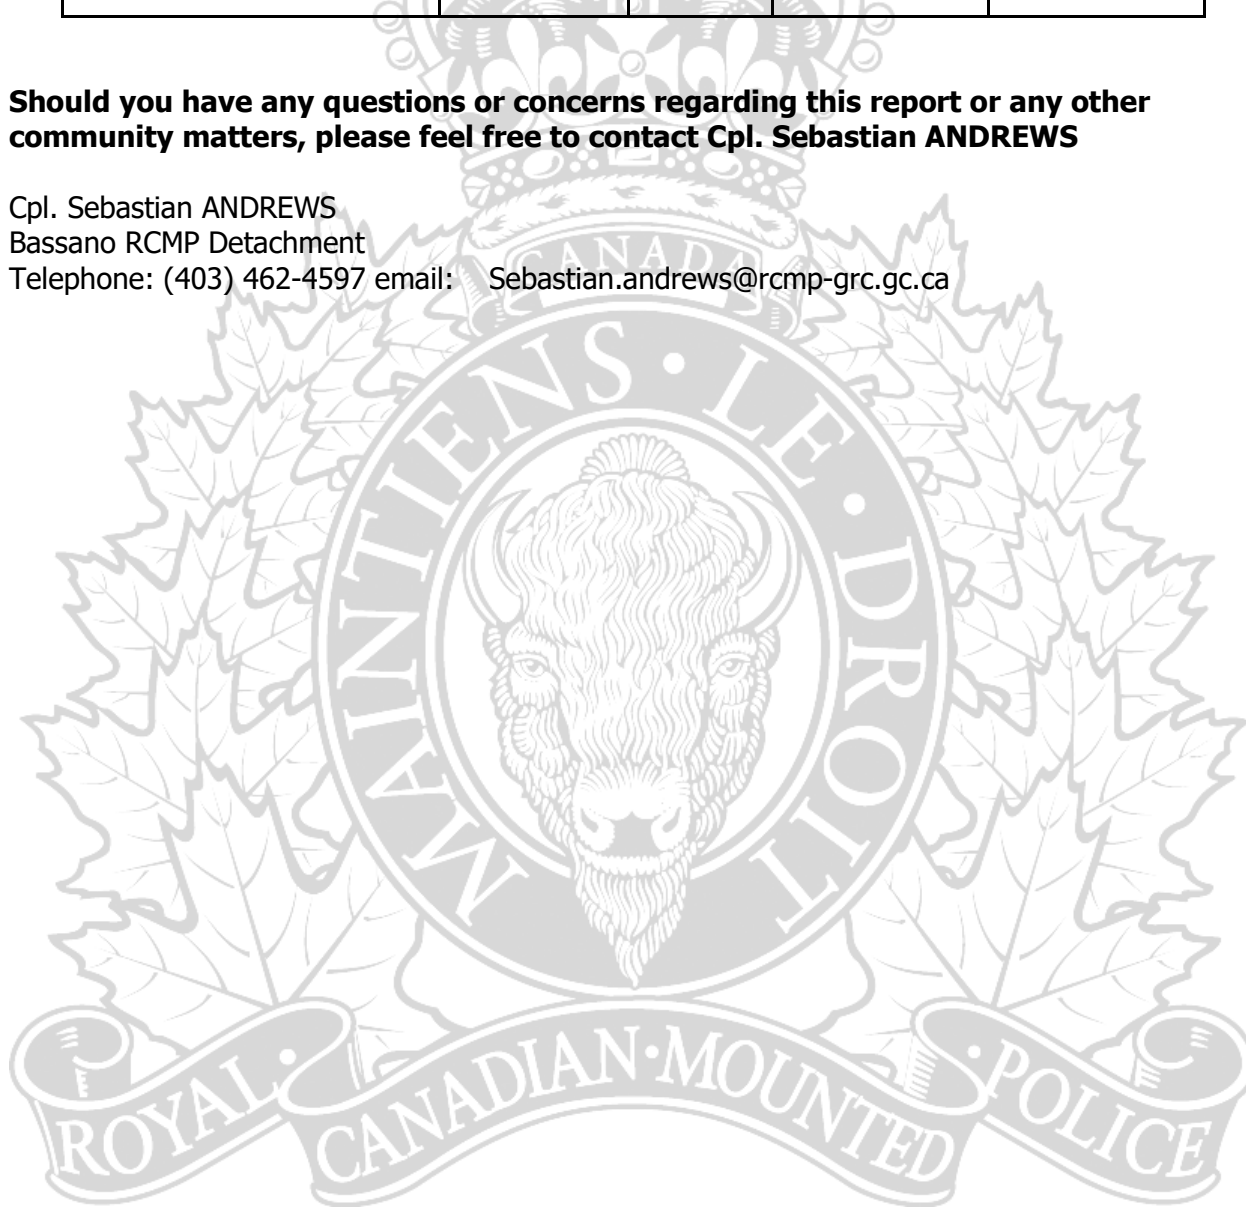 Should you have any questions or concerns regarding this report or any other
community matters, please feel free to contact Cpl. Sebastian ANDREWS
Cpl. Sebastian ANDREWS
Bassano RCMP Detachment
Telephone: (403) 462-4597 email: Sebastian.andrews@rcmp-grc.gc.ca
CANADA
MAINTIENS · LE · DROIT
ROYAL · CANADIAN · MOUNTED · POLICE